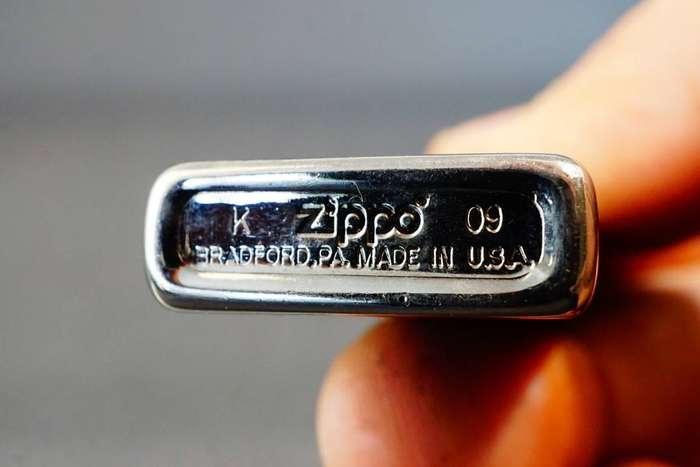 K Zippo 09
BRADFORD, PA. MADE IN U.S.A.